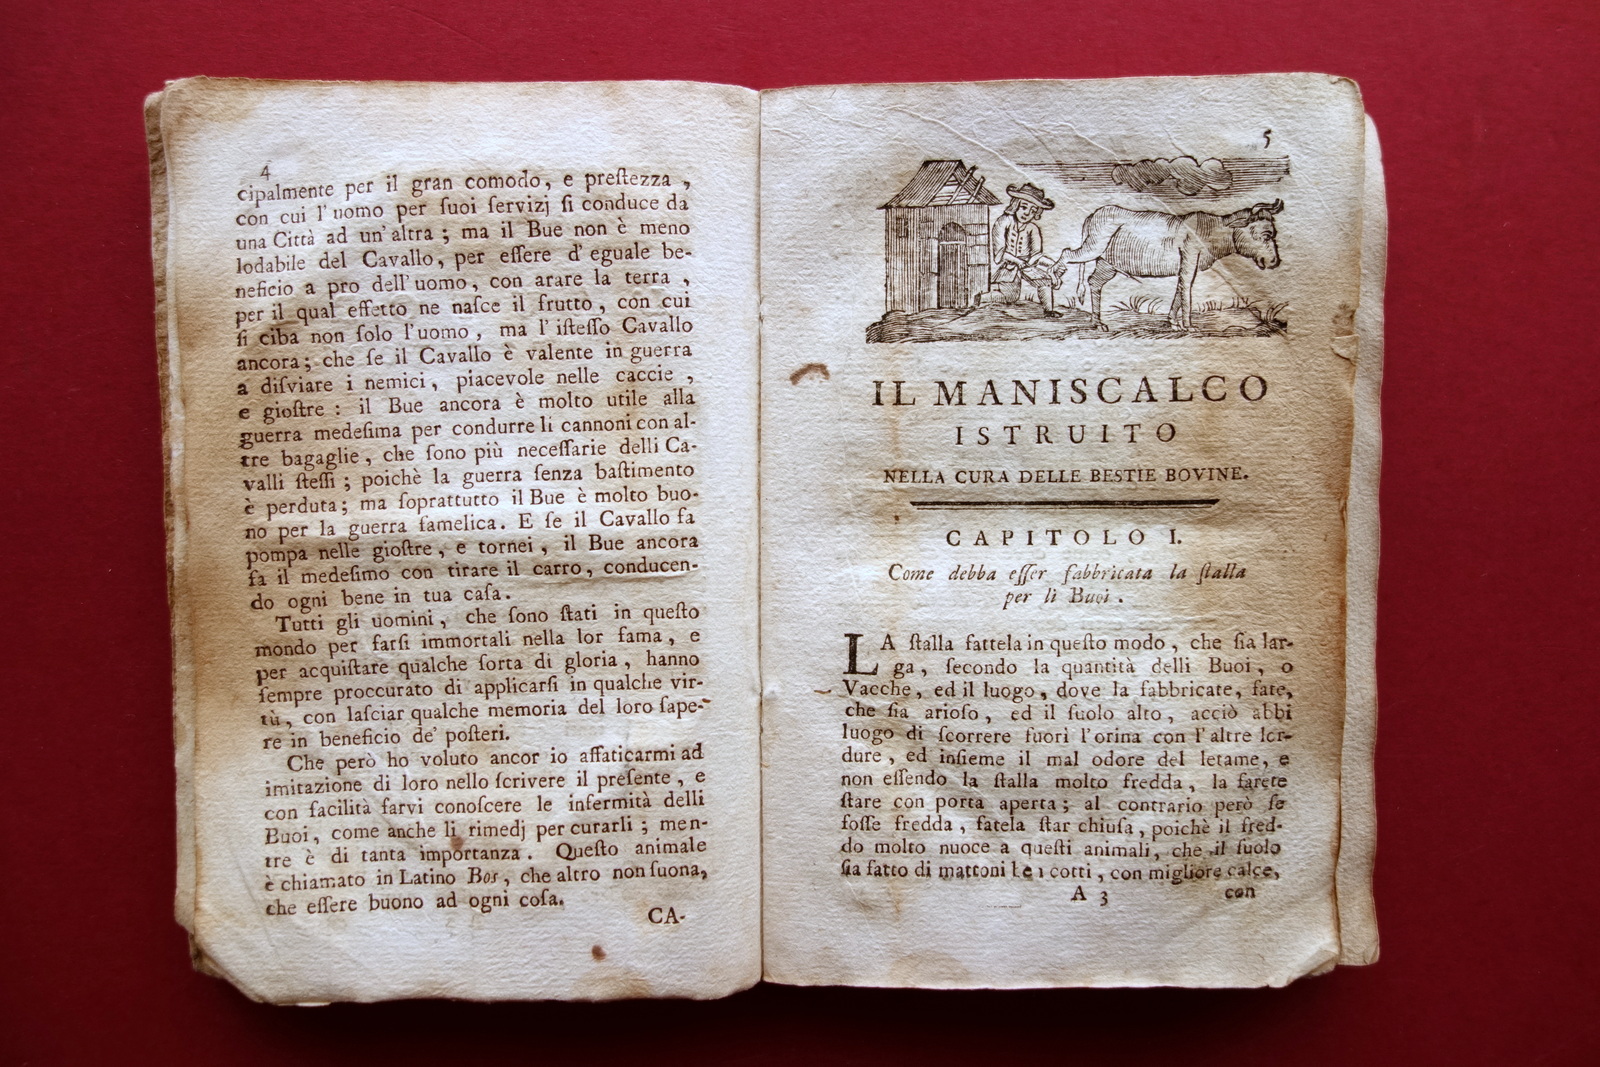 4
cipalmente per il gran comodo, e preſtezza,
con cui l'uomo per ſuoi ſervizj ſi conduce da
una Città ad un'altra; ma il Bue non è meno
lodabile del Cavallo, per eſſere d'eguale be-
neficio a pro dell'uomo, con arare la terra,
per il qual effetto ne naſce il frutto, con cui
ſi ciba non ſolo l'uomo, ma l'iſteſſo Cavallo
ancora; che ſe il Cavallo è valente in guerra
a diſviare i nemici, piacevole nelle caccie,
e gioſtre: il Bue ancora è molto utile alla
guerra medeſima per condurre li cannoni con al-
tre bagaglie, che ſono più neceſſarie delli Ca-
valli ſteſſi; poichè la guerra ſenza baſtimento
è perduta; ma ſoprattutto il Bue è molto buo-
no per la guerra famelica. E ſe il Cavallo fa
pompa nelle gioſtre, e tornei, il Bue ancora
fa il medeſimo con tirare il carro, conducen-
do ogni bene in tua caſa.
Tutti gli uomini, che ſono ſtati in queſto
mondo per farſi immortali nella lor fama, e
per acquiſtare qualche ſorta di gloria, hanno
ſempre proccurato di applicarſi in qualche vir-
tù, con laſciar qualche memoria del loro ſape-
re in beneficio de' poſteri.
Che però ho voluto ancor io affaticarmi ad
imitazione di loro nello ſcrivere il preſente, e
con facilità farvi conoſcere le infermità delli
Buoi, come anche li rimedj per curarli; men-
tre è di tanta importanza. Queſto animale
è chiamato in Latino Bos, che altro non ſuona,
che eſſere buono ad ogni coſa.
CA-
5
IL MANISCALCO
ISTRUITO
NELLA CURA DELLE BESTIE BOVINE.
CAPITOLO I.
Come debba eſſer fabbricata la ſtalla
per li Buoi.
LA ſtalla fattela in queſto modo, che ſia lar-
ga, ſecondo la quantità delli Buoi, o
Vacche, ed il luogo, dove la fabbricate, fate,
che ſia arioſo, ed il ſuolo alto, acciò abbi
luogo di ſcorrere fuori l'orina con l'altre lor-
dure, ed inſieme il mal odore del letame, e
non eſſendo la ſtalla molto fredda, la farete
ſtare con porta aperta; al contrario però ſe
foſſe fredda, fatela ſtar chiuſa, poichè il fred-
do molto nuoce a queſti animali, che il ſuolo
ſia fatto di mattoni cotti, con migliore calce,
A 3
con